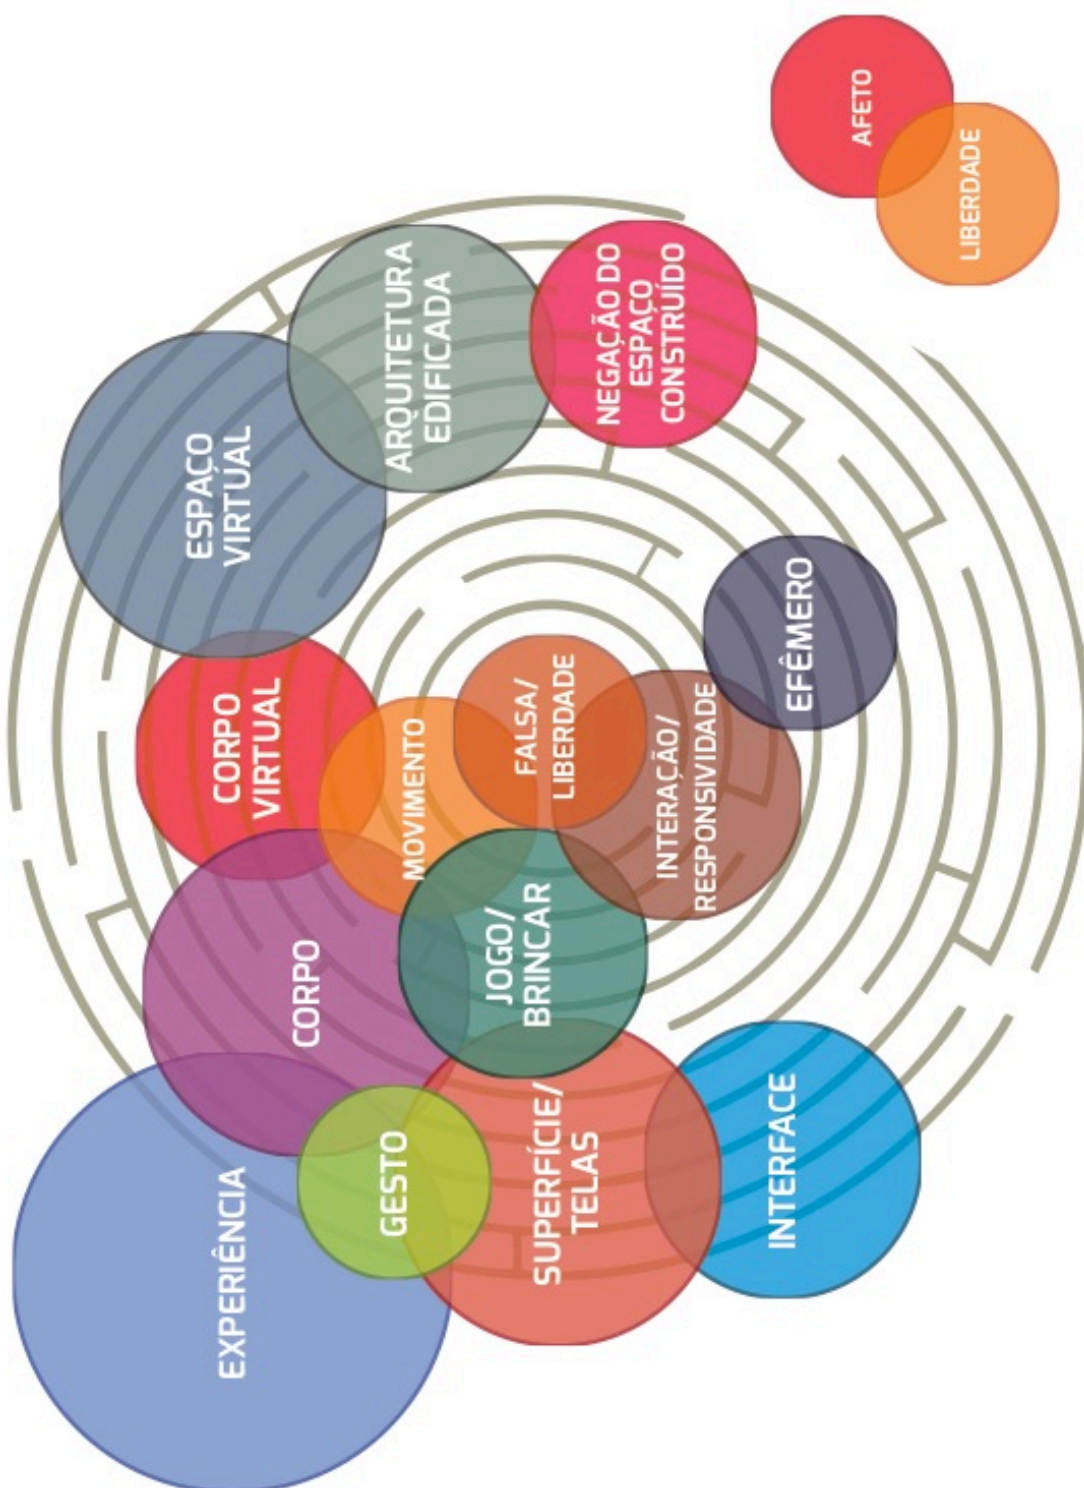 EXPERIÊNCIA
CORPO
CORPO
VIRTUAL
ESPAÇO
VIRTUAL
GESTO
MOVIMENTO
ARQUITETURA
EDIFICADA
SUPERFÍCIE/
TELAS
JOGO/
BRINCAR
FALSA/
LIBERDADE
NEGAÇÃO DO
ESPAÇO
CONSTRUÍDO
INTERFACE
INTERAÇÃO/
RESPONSIVIDADE
EFÊMERO
AFETO
LIBERDADE